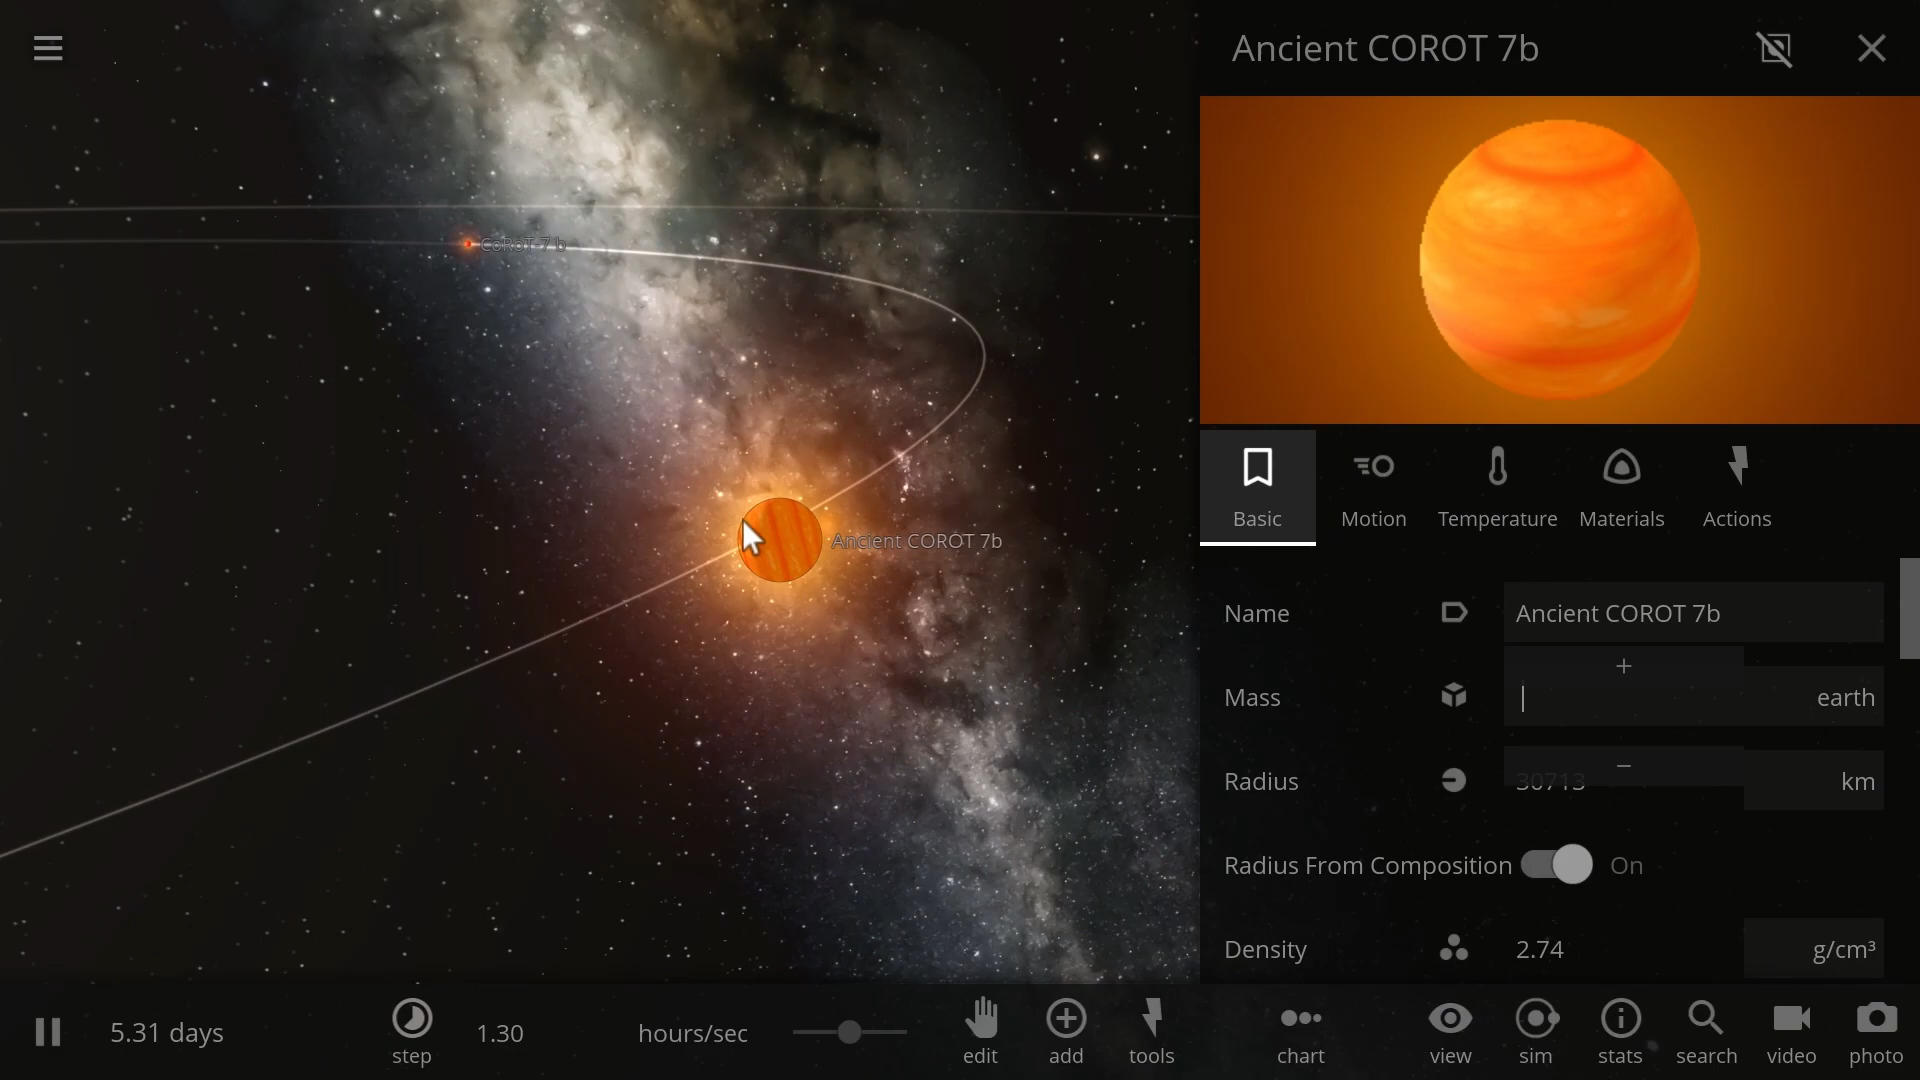 Ancient COROT 7b
CoRoT-7 b
Ancient COROT 7b
Basic
Motion
Temperature
Materials
Actions
Name
Ancient COROT 7b
+
Mass
earth
−
Radius
30713
km
Radius From Composition
On
Density
2.74
g/cm³
5.31 days
step
1.30
hours/sec
edit
add
tools
chart
view
sim
stats
search
video
photo